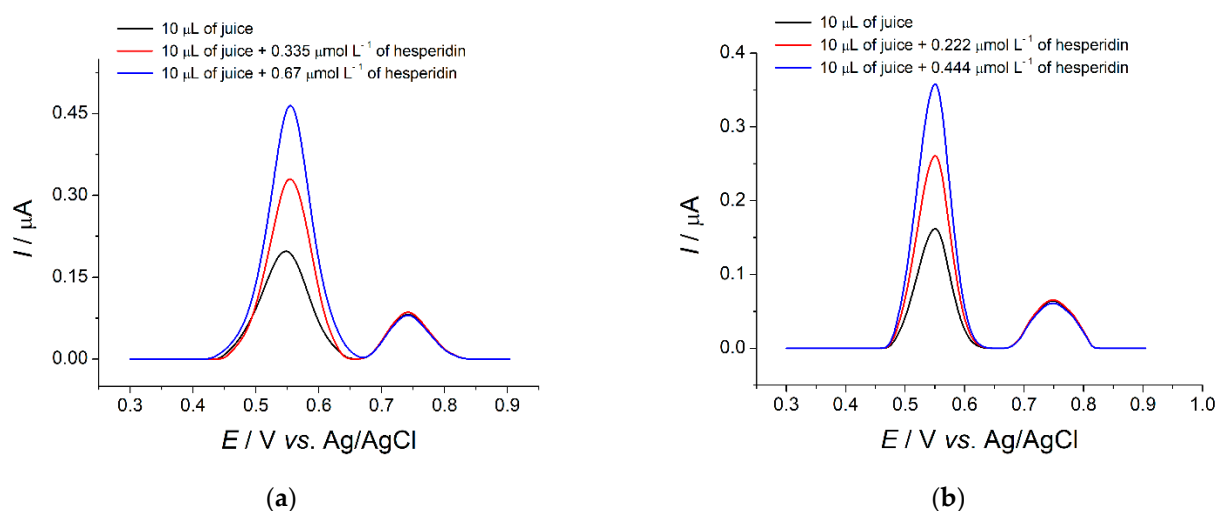 10 μL of juice
10 μL of juice + 0.335 μmol L⁻¹ of hesperidin
10 μL of juice + 0.67 μmol L⁻¹ of hesperidin
0.45
0.30
0.15
0.00
I / μA
0.3 0.4 0.5 0.6 0.7 0.8 0.9
E / V vs. Ag/AgCl
(a)
10 μL of juice
10 μL of juice + 0.222 μmol L⁻¹ of hesperidin
10 μL of juice + 0.444 μmol L⁻¹ of hesperidin
0.4
0.3
0.2
0.1
0.0
I / μA
0.3 0.4 0.5 0.6 0.7 0.8 0.9 1.0
E / V vs. Ag/AgCl
(b)